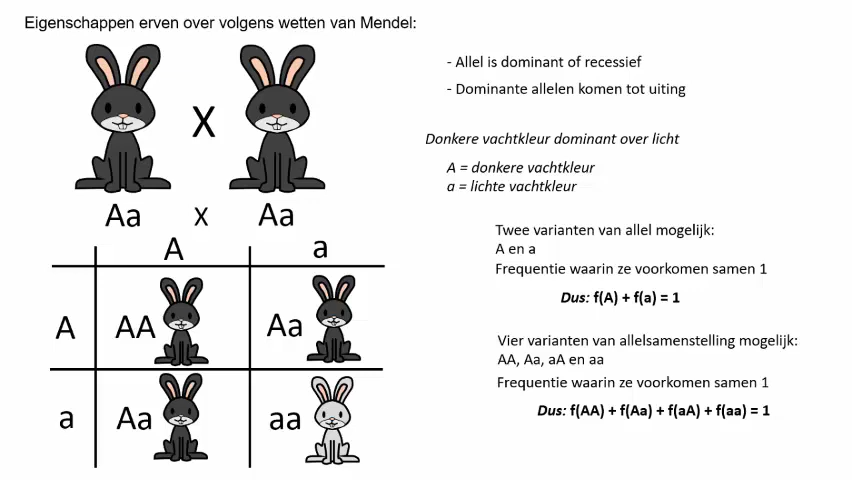 Eigenschappen erven over volgens wetten van Mendel:
X
Aa x Aa
A a
A AA Aa
a Aa aa
- Allel is dominant of recessief
- Dominante allelen komen tot uiting
Donkere vachtkleur dominant over licht
A = donkere vachtkleur
a = lichte vachtkleur
Twee varianten van allel mogelijk:
A en a
Frequentie waarin ze voorkomen samen 1
Dus: f(A) + f(a) = 1
Vier varianten van allelsamenstelling mogelijk:
AA, Aa, aA en aa
Frequentie waarin ze voorkomen samen 1
Dus: f(AA) + f(Aa) + f(aA) + f(aa) = 1